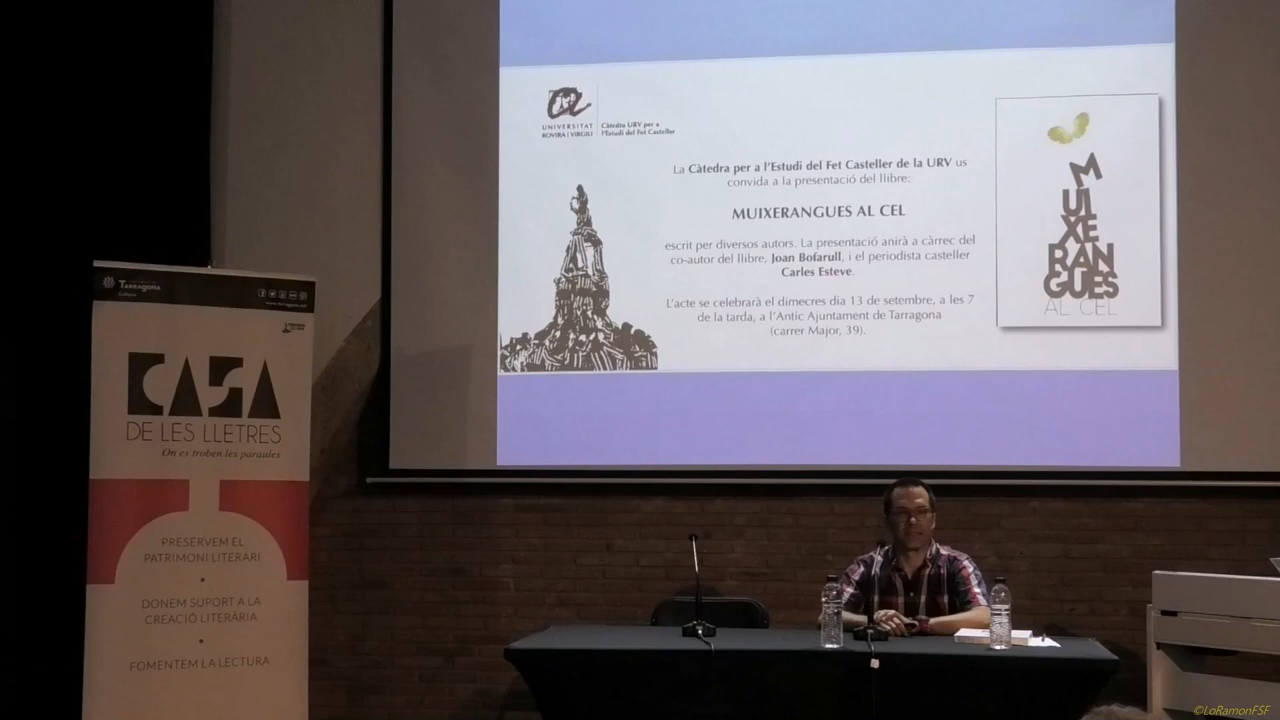 UNIVERSITAT
ROVIRA I VIRGILI
Càtedra URV per a
l'Estudi del Fet Casteller
La Càtedra per a l'Estudi del Fet Casteller de la URV us
convida a la presentació del llibre:
MUIXERANGUES AL CEL
escrit per diversos autors. La presentació anirà a càrrec del
co-autor del llibre, Joan Bofarull, i el periodista casteller
Carles Esteve.
L'acte se celebrarà el dimecres dia 13 de setembre, a les 7
de la tarda, a l'Antic Ajuntament de Tarragona
(carrer Major, 39).
M
UI
XE
RAN
GUES
AL CEL
Tarragona
CASA
DE LES LLETRES
On es troben les paraules
PRESERVEM EL
PATRIMONI LITERARI
•
DONEM SUPORT A LA
CREACIÓ LITERÀRIA
•
FOMENTEM LA LECTURA
©LoRamonFSF